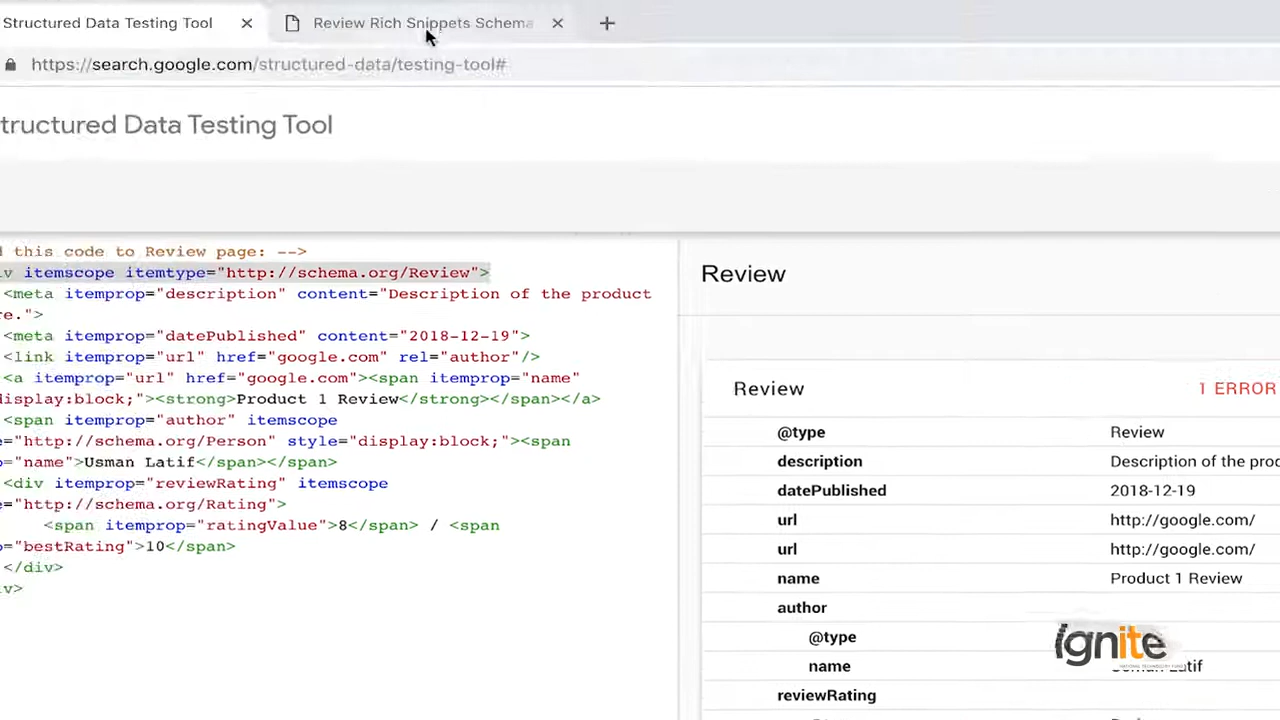 Structured Data Testing Tool
Review Rich Snippets Schema
https://search.google.com/structured-data/testing-tool#
tructured Data Testing Tool
this code to Review page: -->
itemscope itemtype="http://schema.org/Review">
<meta itemprop="description" content="Description of the product
re.">
<meta itemprop="datePublished" content="2018-12-19">
<link itemprop="url" href="google.com" rel="author"/>
<a itemprop="url" href="google.com"><span itemprop="name"
display:block;"><strong>Product 1 Review</strong></span></a>
<span itemprop="author" itemscope
e="http://schema.org/Person" style="display:block;"><span
p="name">Usman Latif</span></span>
<div itemprop="reviewRating" itemscope
e="http://schema.org/Rating">
<span itemprop="ratingValue">8</span> / <span
p="bestRating">10</span>
</div>
iv>
Review
Review 1 ERROR
@type Review
description Description of the prod
datePublished 2018-12-19
url http://google.com/
url http://google.com/
name Product 1 Review
author
@type
name Latif
reviewRating
ignite
NATIONAL TECHNOLOGY FUND